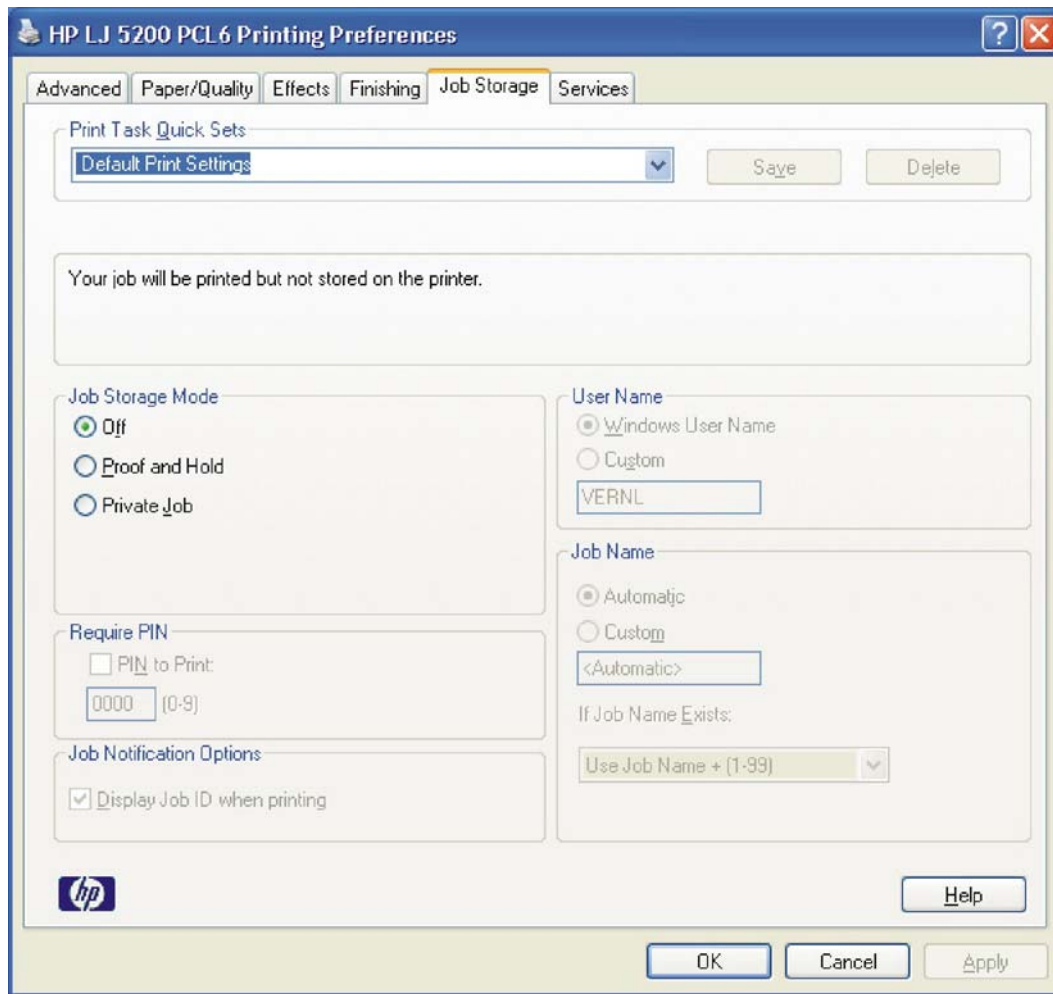 HP LJ 5200 PCL6 Printing Preferences
Advanced Paper/Quality Effects Finishing Job Storage Services
Print Task Quick Sets
Default Print Settings Save Delete
Your job will be printed but not stored on the printer.
Job Storage Mode
Off
Proof and Hold
Private Job
User Name
Windows User Name
Custom
VERNL
Job Name
Automatic
Custom
<Automatic>
If Job Name Exists:
Use Job Name + (1-99)
Require PIN
PIN to Print:
0000 (0-9)
Job Notification Options
Display Job ID when printing
hp
Help
OK Cancel Apply